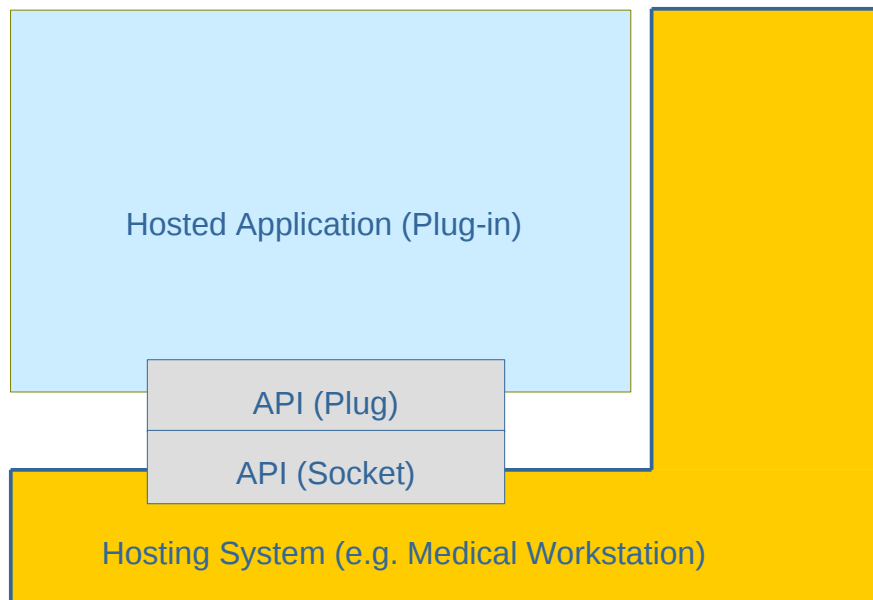 Hosted Application (Plug-in)
API (Plug)
API (Socket)
Hosting System (e.g. Medical Workstation)